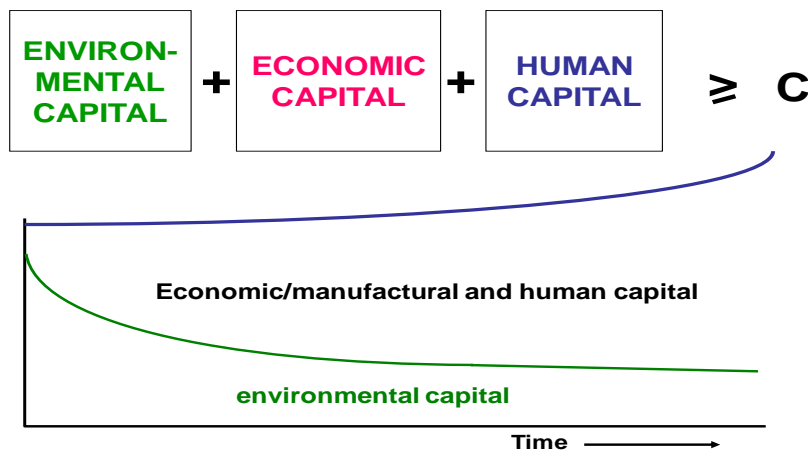 ENVIRON-
MENTAL
CAPITAL
+
ECONOMIC
CAPITAL
+
HUMAN
CAPITAL
≥ C
Economic/manufactural and human capital
environmental capital
Time